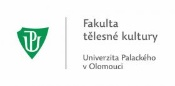 Fakulta
tělesné kultury
Univerzita Palackého
v Olomouci